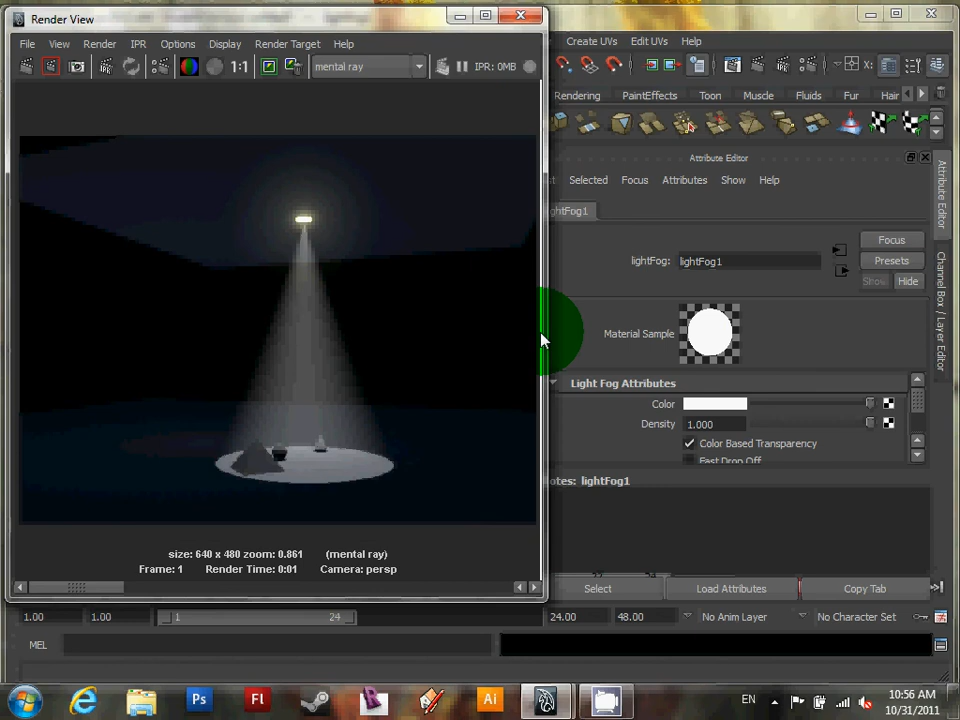 Render View
File View Render IPR Options Display Render Target Help
1:1 mental ray IPR: 0MB
size: 640 x 480 zoom: 0.861 (mental ray)
Frame: 1 Render Time: 0:01 Camera: persp
Create UVs Edit UVs Help
X:
Rendering PaintEffects Toon Muscle Fluids Fur Hair
Attribute Editor
Selected Focus Attributes Show Help
lightFog: lightFog1
Focus
Presets
Show Hide
Material Sample
Light Fog Attributes
Color
Density 1.000
Color Based Transparency
Fast Drop Off
lightFog1
Select Load Attributes Copy Tab
Attribute Editor
Channel Box / Layer Editor
1.00 1.00 1 24 24.00 48.00 No Anim Layer No Character Set
MEL
Ps Fl Ai EN 10:56 AM
10/31/2011